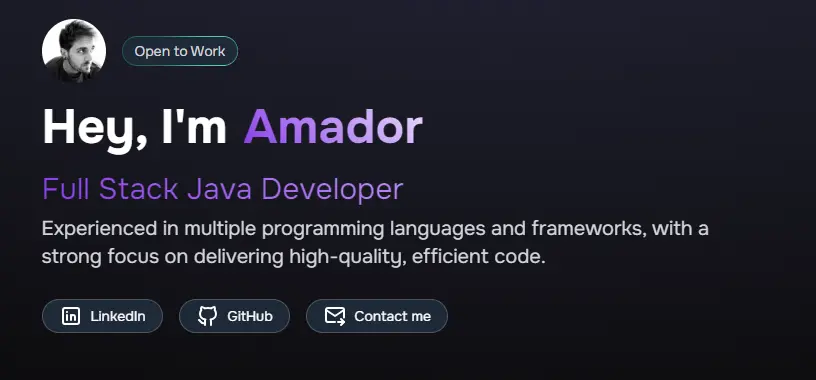 Open to Work
Hey, I'm Amador
Full Stack Java Developer
Experienced in multiple programming languages and frameworks, with a
strong focus on delivering high-quality, efficient code.
LinkedIn GitHub Contact me